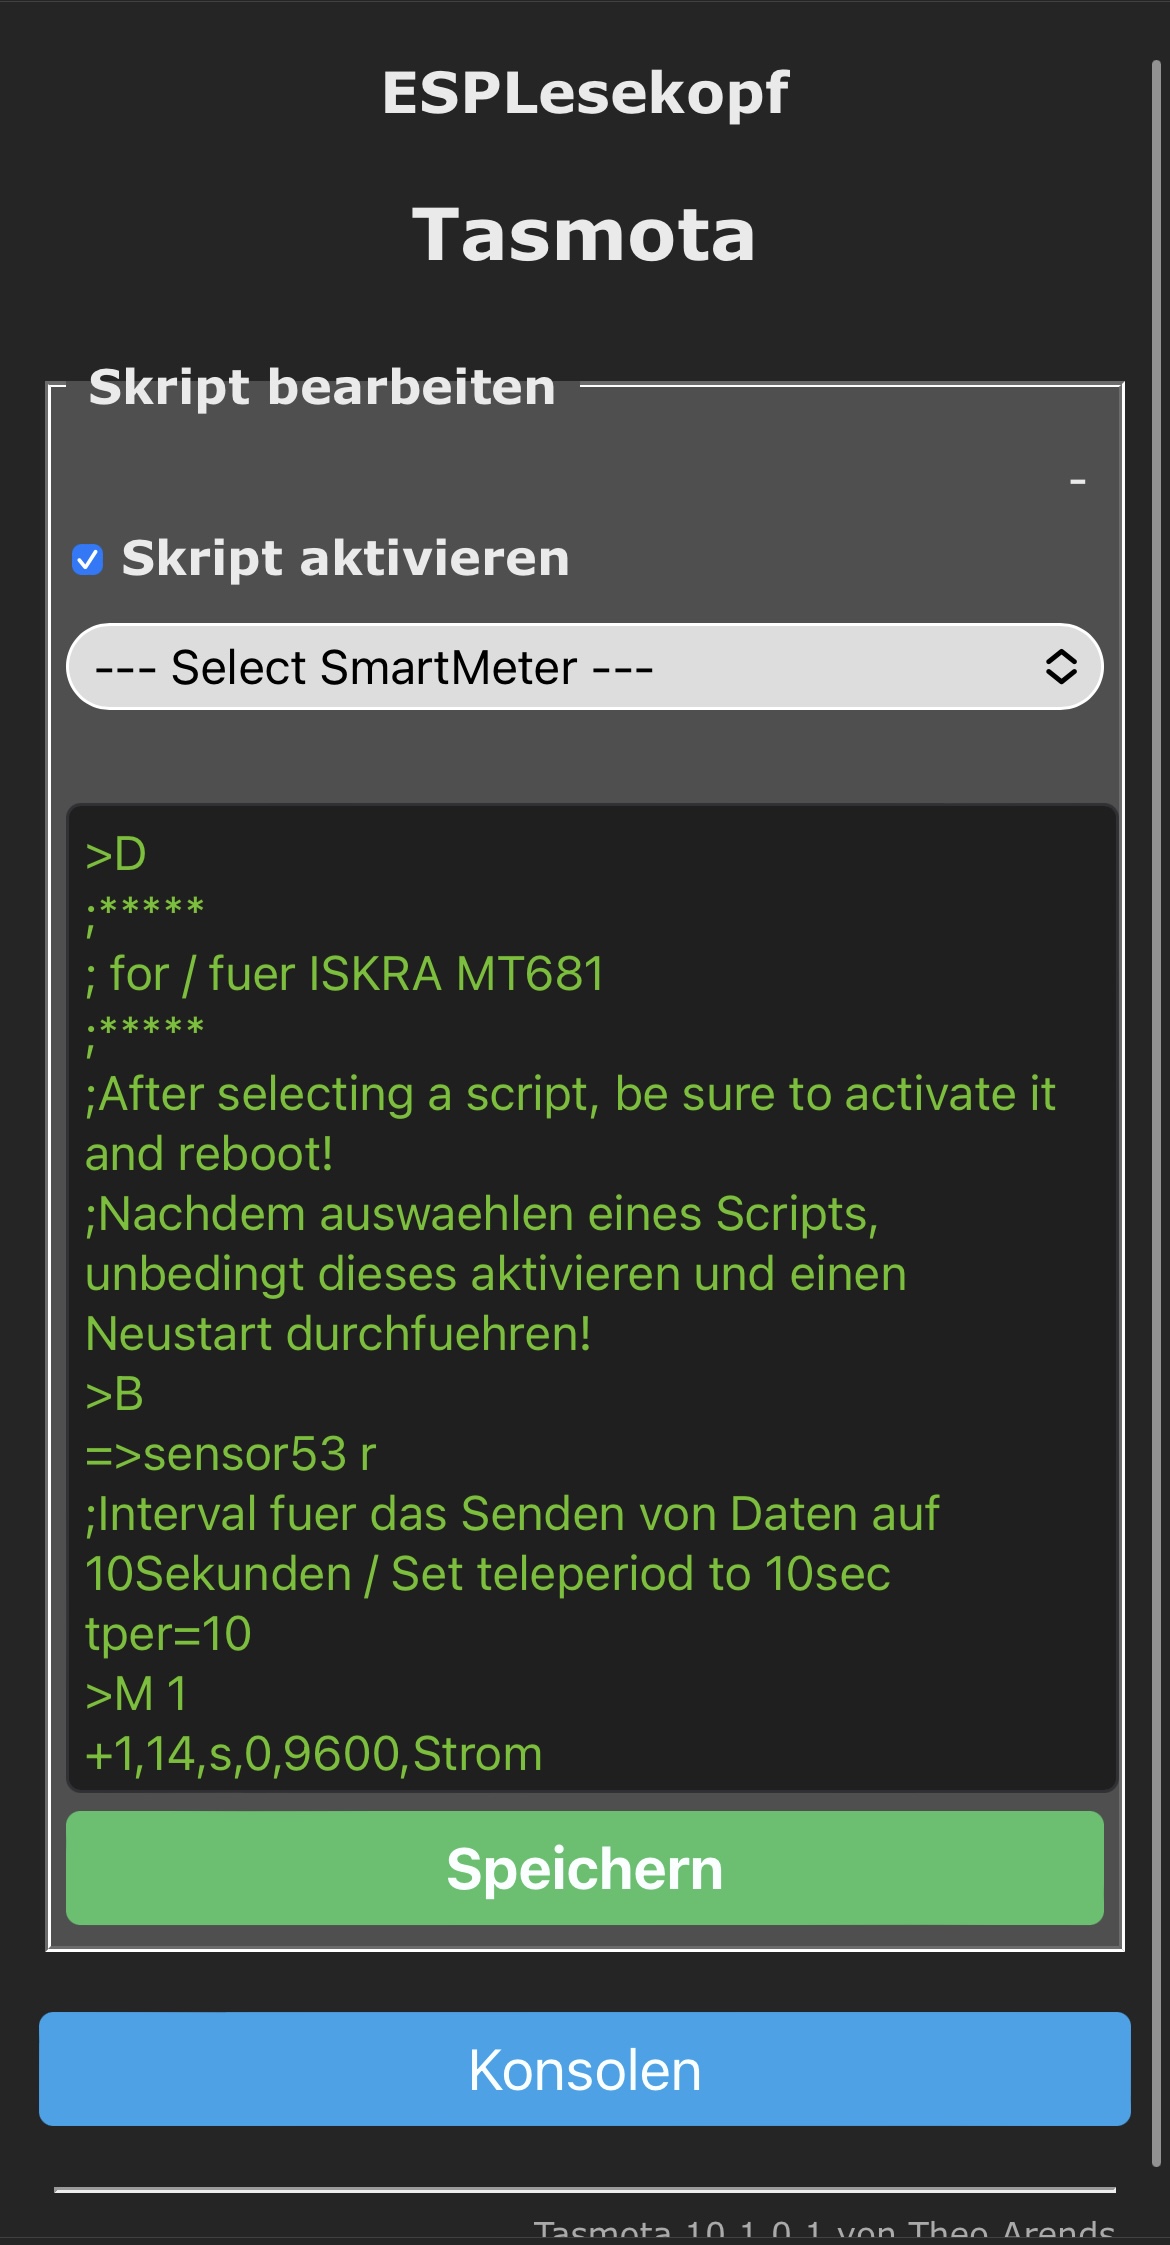 ESPLesekopf
Tasmota
Skript bearbeiten
-
Skript aktivieren
--- Select SmartMeter ---
>D
;*****
; for / fuer ISKRA MT681
;*****
;After selecting a script, be sure to activate it
and reboot!
;Nachdem auswaehlen eines Scripts,
unbedingt dieses aktivieren und einen
Neustart durchfuehren!
>B
=>sensor53 r
;Interval fuer das Senden von Daten auf
10Sekunden / Set teleperiod to 10sec
tper=10
>M 1
+1,14,s,0,9600,Strom
Speichern
Konsolen
Tasmota 10.1.0.1 von Theo Arends